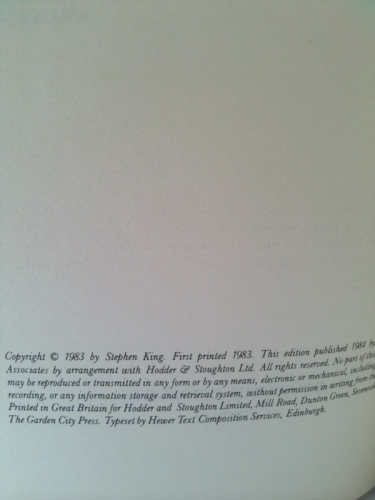 Copyright © 1983 by Stephen King. First printed 1983. This edition published 1984 by
Associates by arrangement with Hodder & Stoughton Ltd. All rights reserved. No part of this
may be reproduced or transmitted in any form or by any means, electronic or mechanical, including
recording, or any information storage and retrieval system, without permission in writing from the
Printed in Great Britain for Hodder and Stoughton Limited, Mill Road, Dunton Green, Sevenoaks
The Garden City Press. Typeset by Hewer Text Composition Services, Edinburgh.